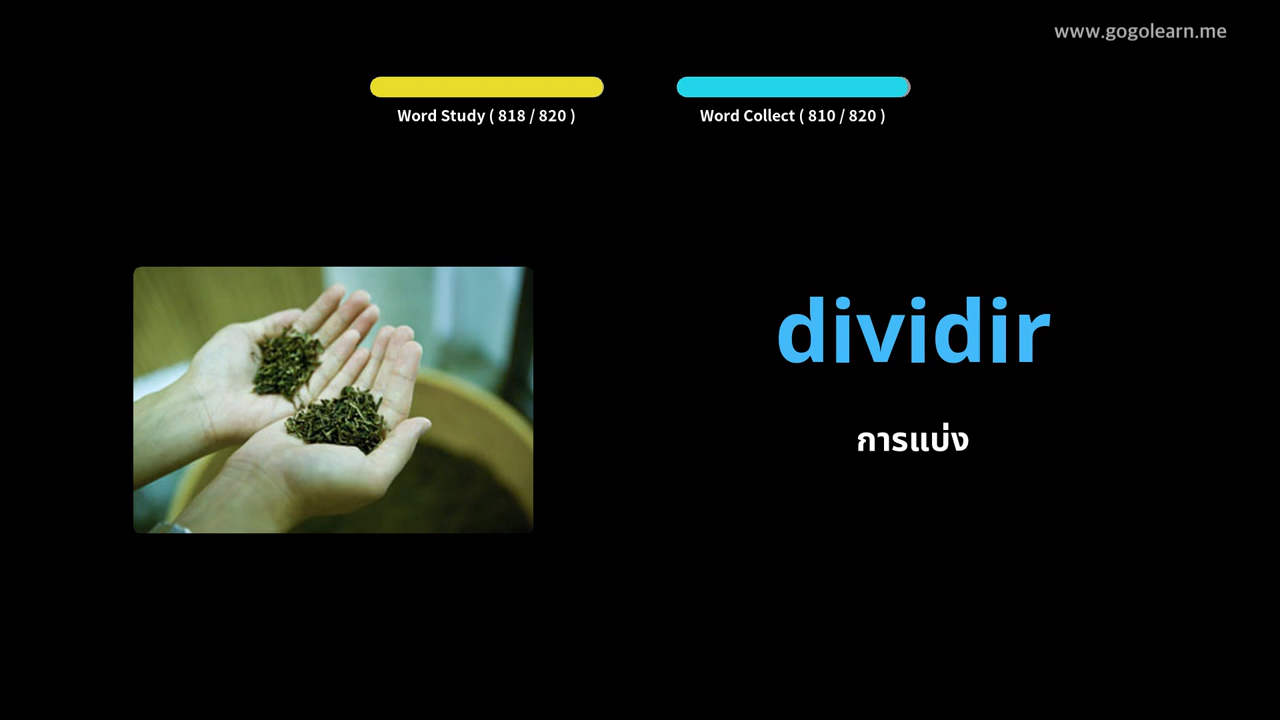 www.gogolearn.me
Word Study ( 818 / 820 )
Word Collect ( 810 / 820 )
dividir
การแบ่ง